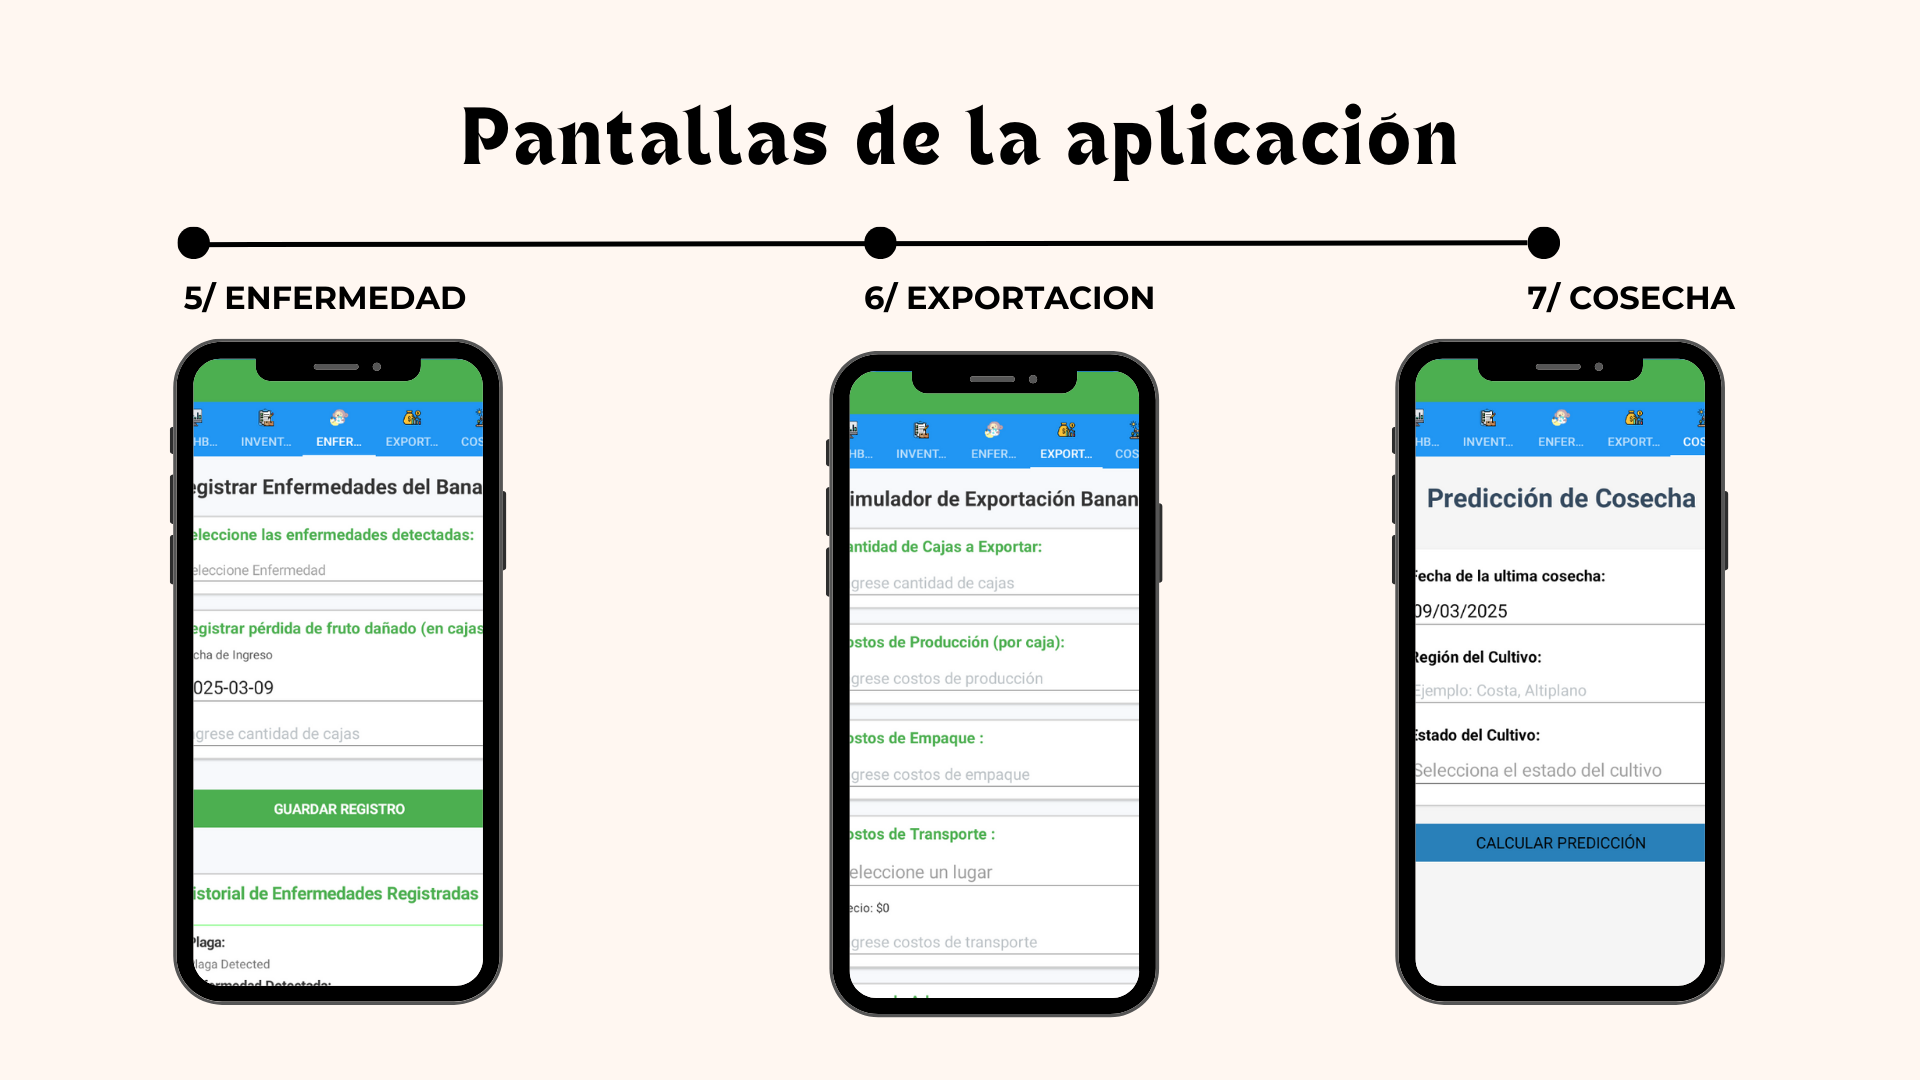 Pantallas de la aplicación
5/ ENFERMEDAD
6/ EXPORTACION
7/ COSECHA
HB... INVENT... ENFER... EXPORT... COS
egistrar Enfermedades del Bana
eleccione las enfermedades detectadas:
eleccione Enfermedad
egistrar pérdida de fruto dañado (en cajas
cha de Ingreso
025-03-09
grese cantidad de cajas
GUARDAR REGISTRO
istorial de Enfermedades Registradas
Plaga:
laga Detected
fermedad Detectada:
HB... INVENT... ENFER... EXPORT... COS
imulador de Exportación Banan
antidad de Cajas a Exportar:
grese cantidad de cajas
ostos de Producción (por caja):
grese costos de producción
ostos de Empaque :
grese costos de empaque
ostos de Transporte :
eleccione un lugar
ecio: $0
grese costos de transporte
HB... INVENT... ENFER... EXPORT... COS
Predicción de Cosecha
Fecha de la ultima cosecha:
09/03/2025
Región del Cultivo:
Ejemplo: Costa, Altiplano
Estado del Cultivo:
Selecciona el estado del cultivo
CALCULAR PREDICCIÓN